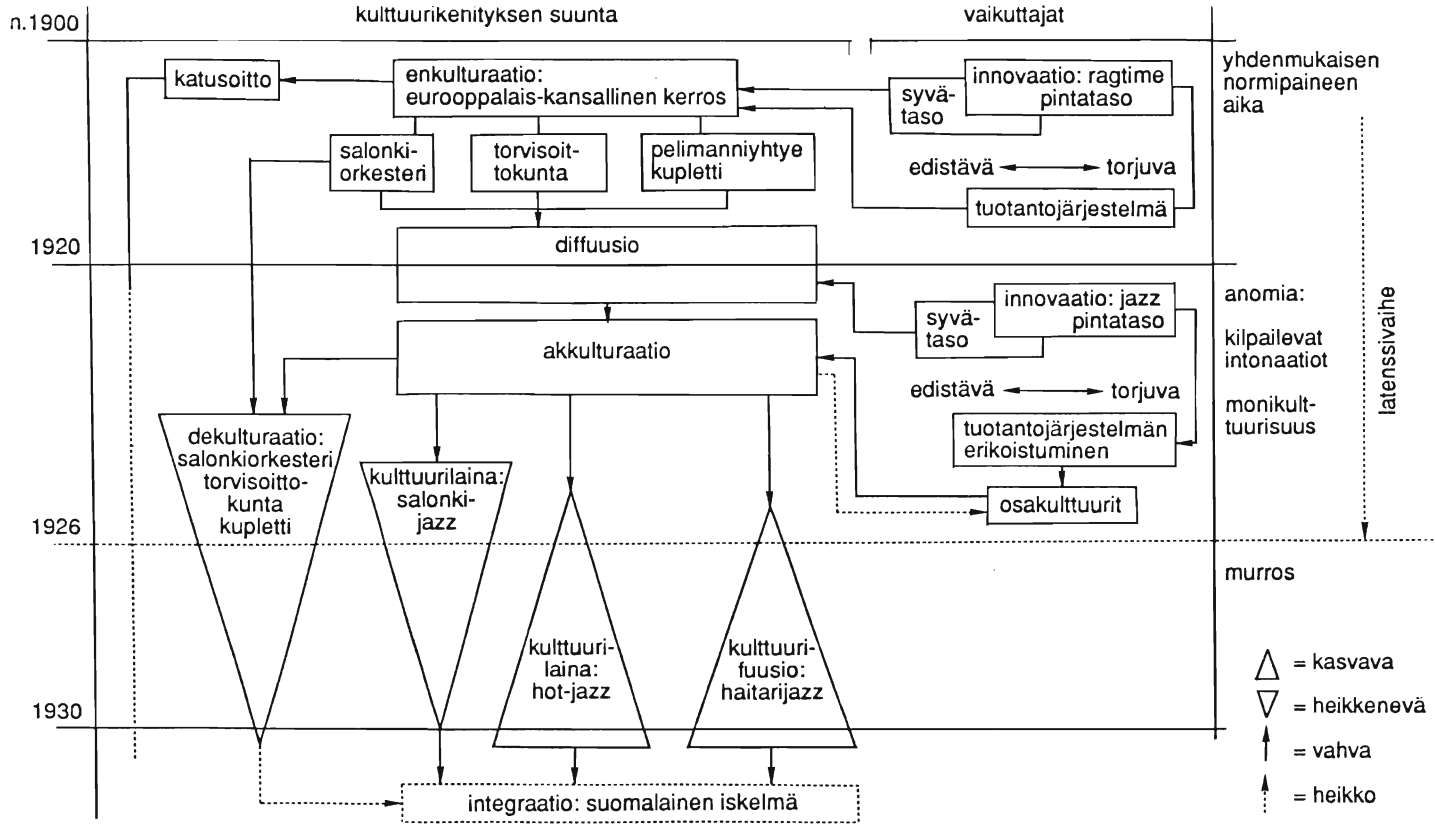 kulttuurikenityksen suunta
vaikuttajat
n.1900
katusoitto
enkulturaatio:
eurooppalais-kansallinen kerros
syvä-
taso
innovaatio: ragtime
pintataso
yhdenmukaisen
normipaineen
aika
salonki-
orkesteri
torvisoit-
tokunta
pelimanniyhtye
kupletti
edistävä
torjuva
tuotantojärjestelmä
1920
diffuusio
syvä-
taso
innovaatio: jazz
pintataso
anomia:
kilpailevat
intonaatiot
monikult-
tuurisuus
latenssivaihe
akkulturaatio
edistävä
torjuva
tuotantojärjestelmän
erikoistuminen
osakulttuurit
dekulturaatio:
salonkiorkesteri
torvisoitto-
kunta
kupletti
kulttuurilaina:
salonki-
jazz
1926
murros
kulttuuri-
laina:
hot-jazz
kulttuuri-
fuusio:
haitarijazz
1930
= kasvava
= heikkenevä
= vahva
= heikko
integraatio: suomalainen iskelmä